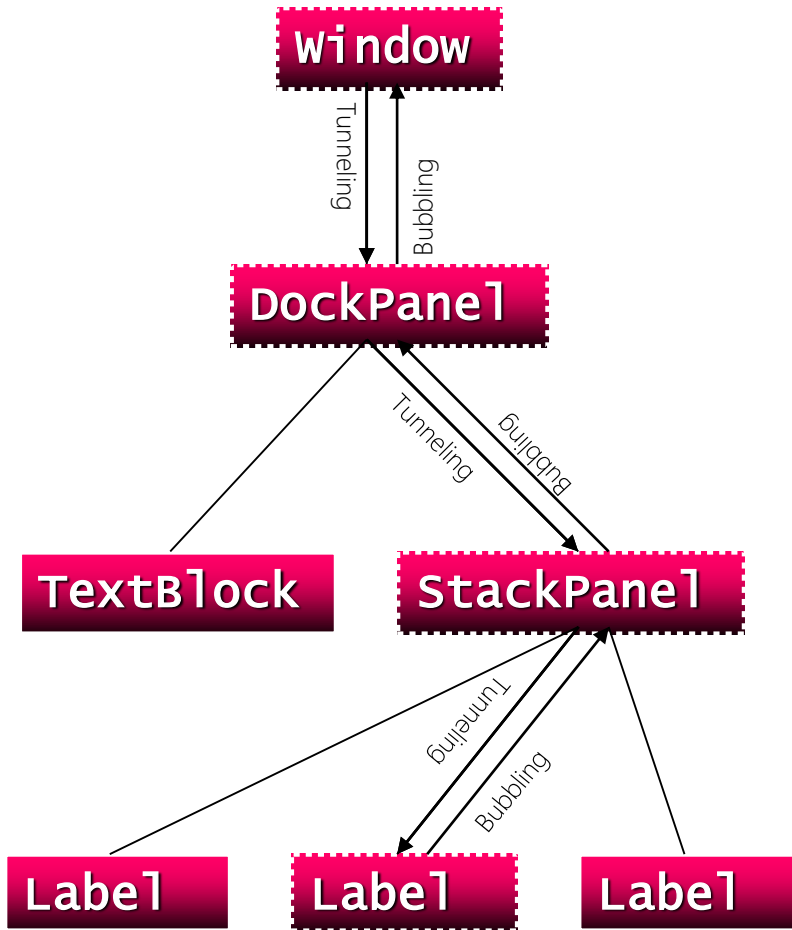 Window
Tunneling
Bubbling
DockPanel
Tunneling
Bubbling
TextBlock
StackPanel
Tunneling
Bubbling
Label
Label
Label